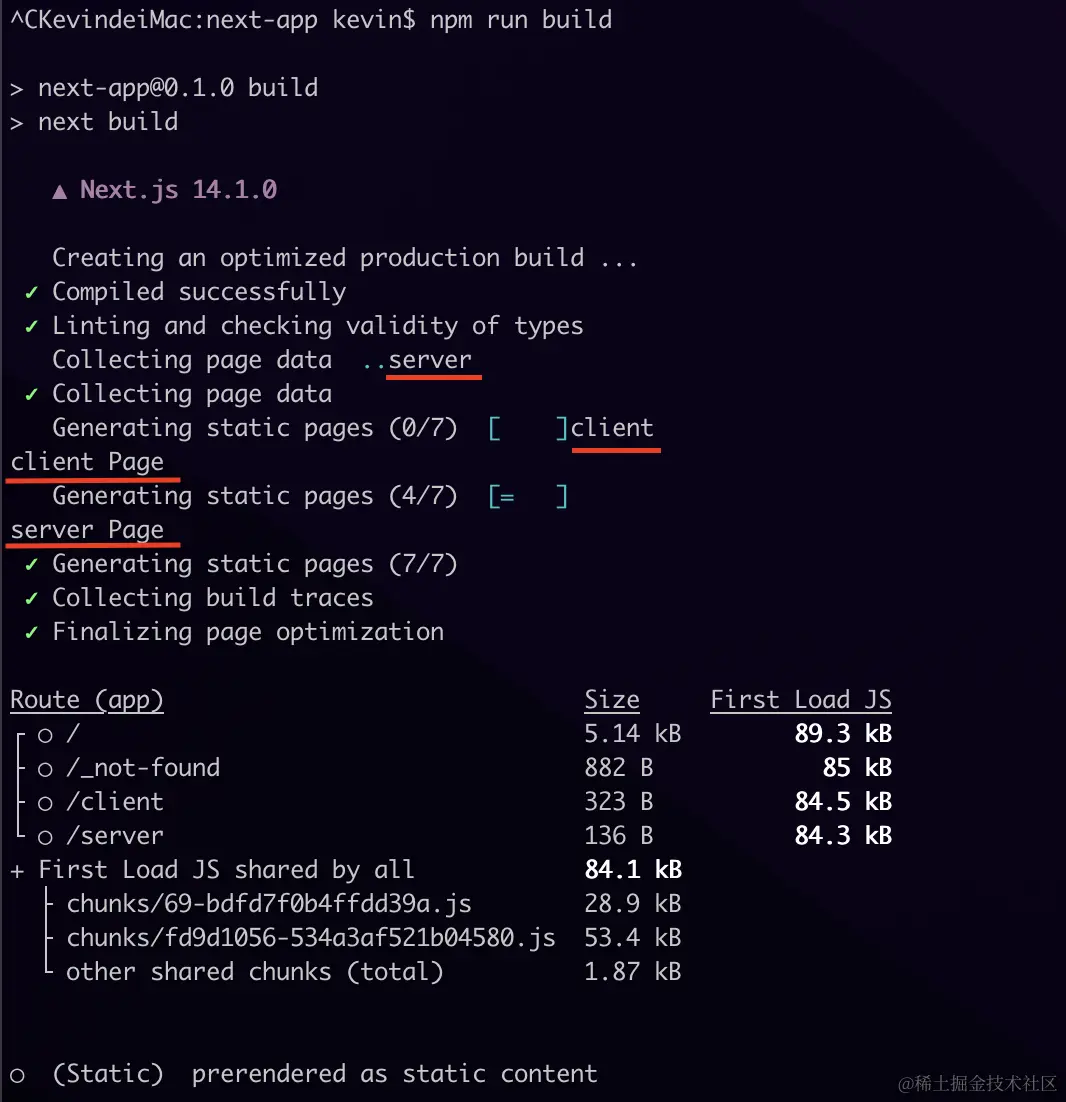 ^CKevindeiMac:next-app kevin$ npm run build
> next-app@0.1.0 build
> next build
▲ Next.js 14.1.0
Creating an optimized production build ...
✓ Compiled successfully
✓ Linting and checking validity of types
Collecting page data  ..server
✓ Collecting page data
Generating static pages (0/7)  [    ]client
client Page
Generating static pages (4/7)  [=   ]
server Page
✓ Generating static pages (7/7)
✓ Collecting build traces
✓ Finalizing page optimization
Route (app) Size First Load JS
┌ ○ / 5.14 kB 89.3 kB
├ ○ /_not-found 882 B 85 kB
├ ○ /client 323 B 84.5 kB
└ ○ /server 136 B 84.3 kB
+ First Load JS shared by all 84.1 kB
├ chunks/69-bdfd7f0b4ffdd39a.js 28.9 kB
├ chunks/fd9d1056-534a3af521b04580.js 53.4 kB
└ other shared chunks (total) 1.87 kB
○  (Static)  prerendered as static content
@稀土掘金技术社区